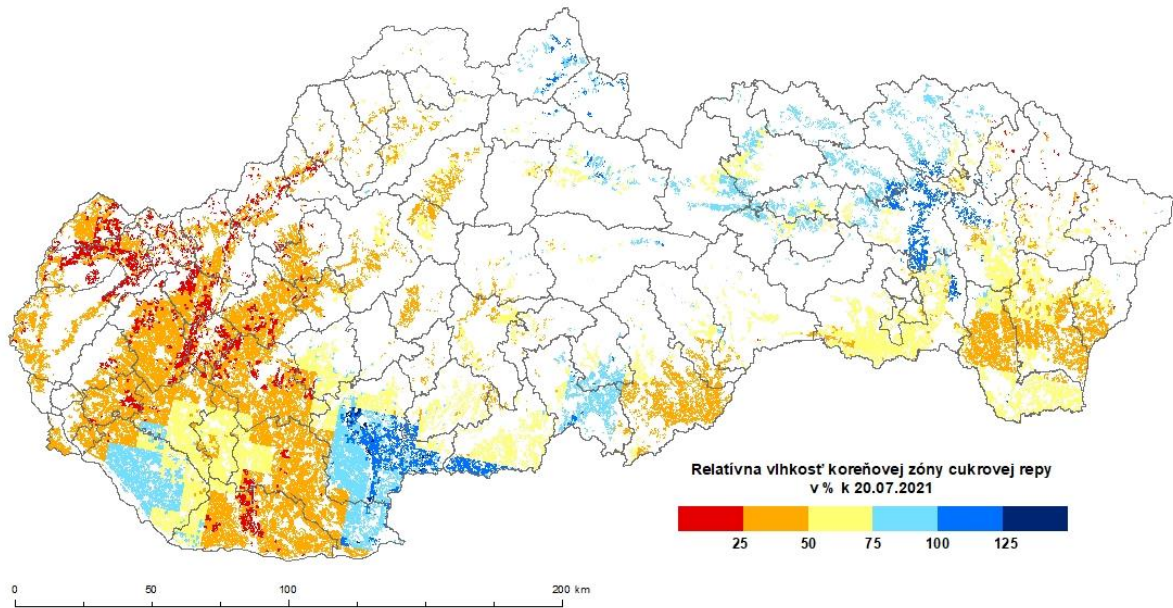 Relatívna vlhkosť koreňovej zóny cukrovej repy
v % k 20.07.2021
25 50 75 100 125
0 50 100 200 km